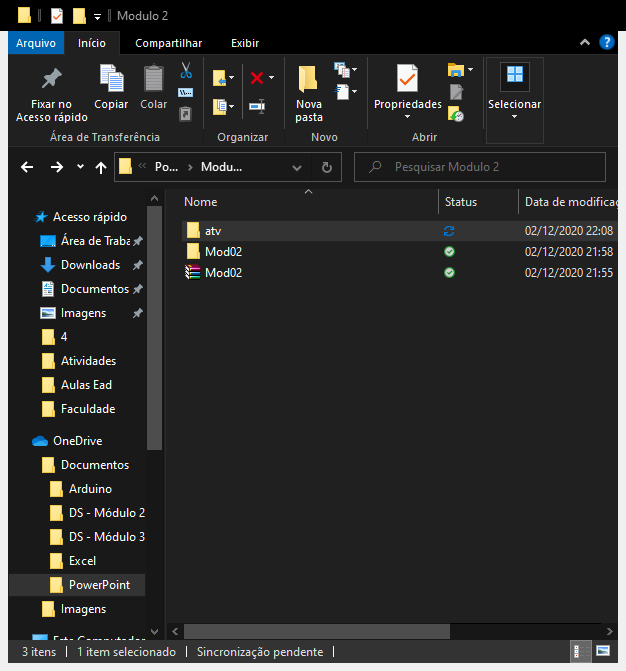 Modulo 2
Arquivo Início Compartilhar Exibir
Fixar no Acesso rápido
Copiar
Colar
Nova pasta
Propriedades
Selecionar
Área de Transferência Organizar Novo Abrir
« Po... > Modu...
Pesquisar Modulo 2
Nome Status Data de modificaç
atv 02/12/2020 22:08
Mod02 02/12/2020 21:58
Mod02 02/12/2020 21:55
Acesso rápido
Área de Traba
Downloads
Documentos
Imagens
4
Atividades
Aulas Ead
Faculdade
OneDrive
Documentos
Arduino
DS - Módulo 2
DS - Módulo 3
Excel
PowerPoint
Imagens
Este Computador
3 itens 1 item selecionado Sincronização pendente